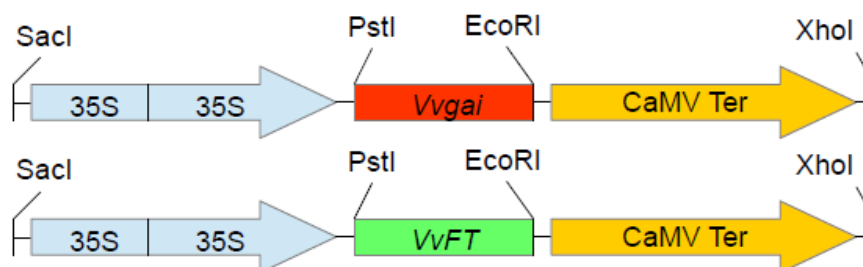 SacI PstI EcoRI XhoI
35S 35S Vvgai CaMV Ter
SacI PstI EcoRI XhoI
35S 35S VvFT CaMV Ter